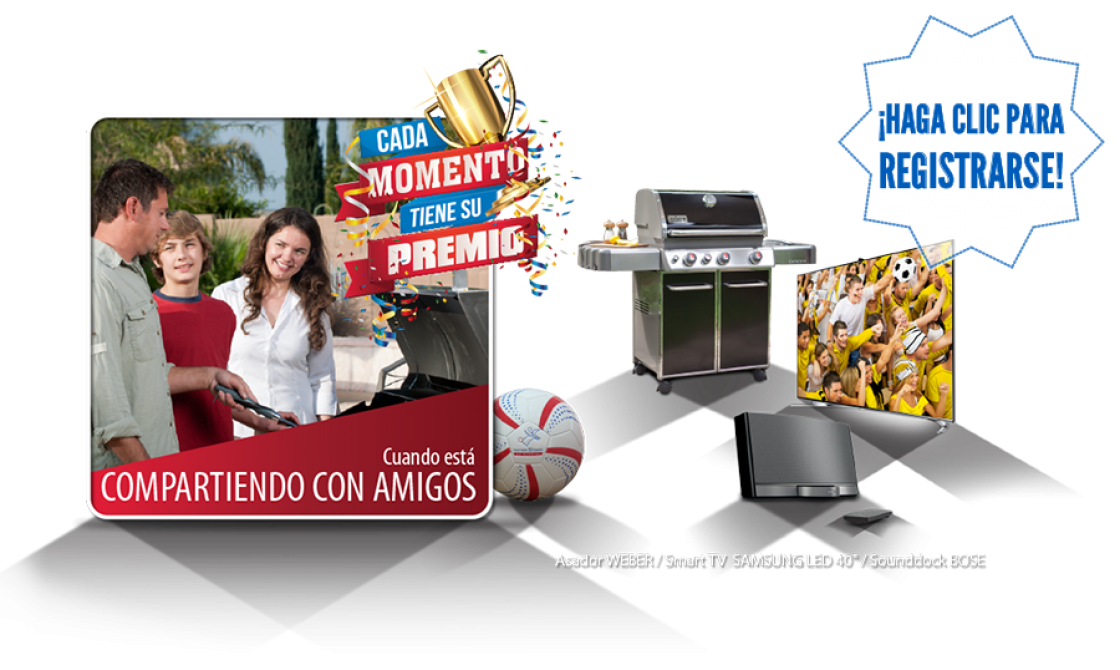 CADA
MOMENTO
TIENE SU
PREMIO
¡HAGA CLIC PARA
REGISTRARSE!
Cuando está
COMPARTIENDO CON AMIGOS
Asador WEBER / Smart TV SAMSUNG LED 40" / Sounddock BOSE